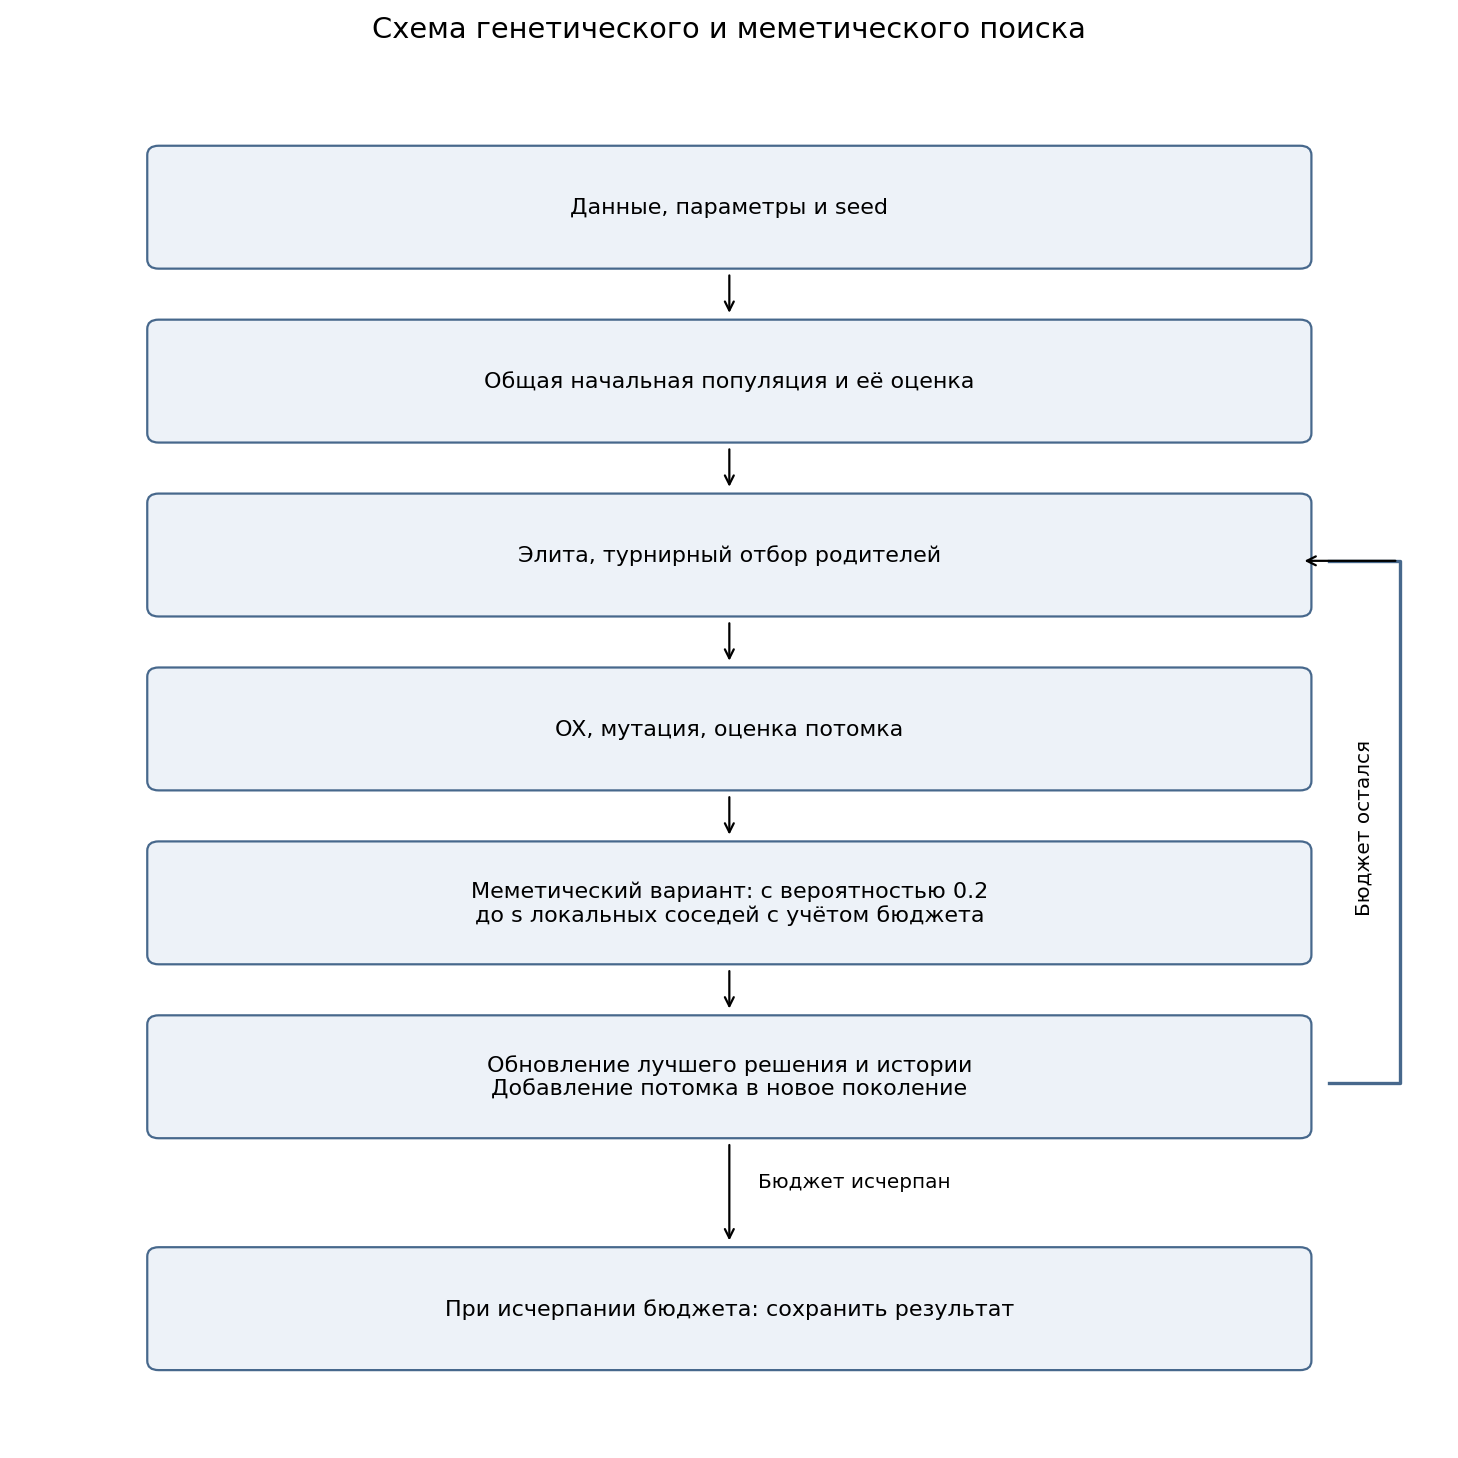 Схема генетического и меметического поиска
Данные, параметры и seed
Общая начальная популяция и её оценка
Элита, турнирный отбор родителей
OX, мутация, оценка потомка
Меметический вариант: с вероятностью 0.2
до s локальных соседей с учётом бюджета
Бюджет остался
Обновление лучшего решения и истории
Добавление потомка в новое поколение
Бюджет исчерпан
При исчерпании бюджета: сохранить результат